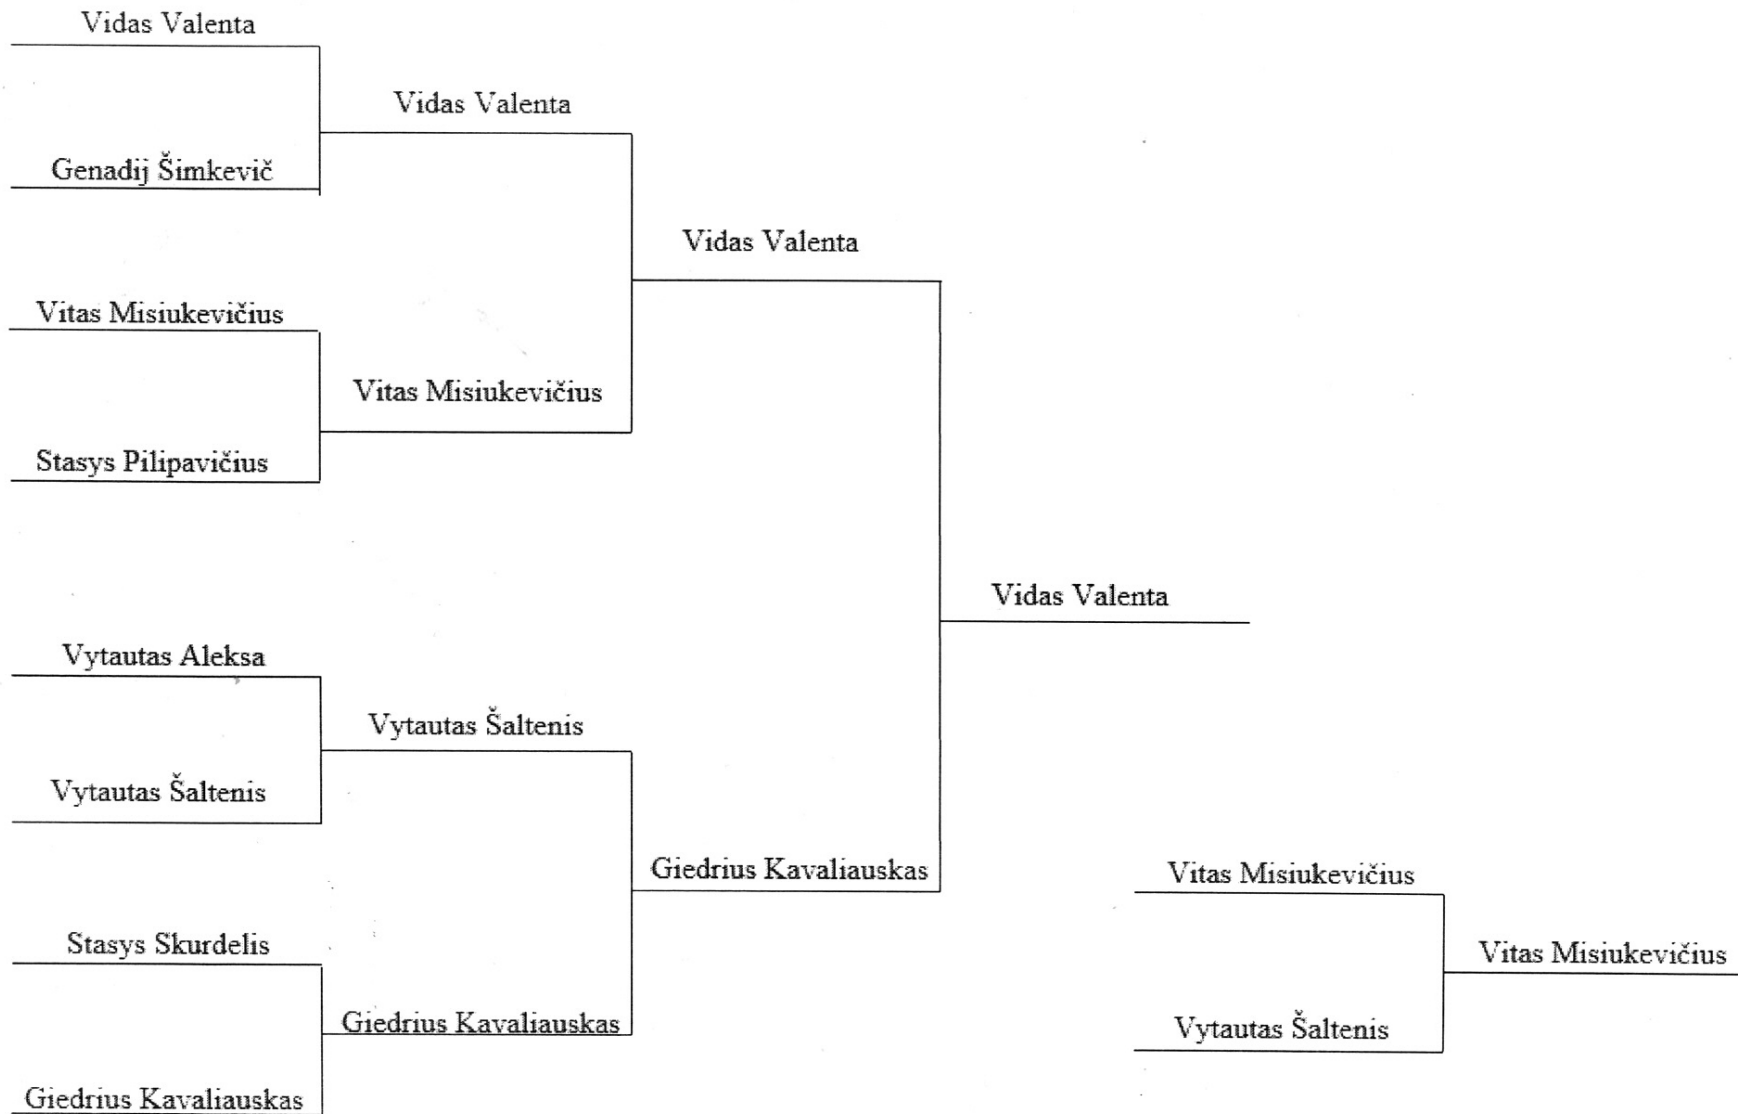 Vidas Valenta
Vidas Valenta
Genadij Šimkevič
Vidas Valenta
Vitas Misiukevičius
Vitas Misiukevičius
Stasys Pilipavičius
Vidas Valenta
Vytautas Aleksa
Vytautas Šaltenis
Vytautas Šaltenis
Giedrius Kavaliauskas
Stasys Skurdelis
Giedrius Kavaliauskas
Giedrius Kavaliauskas
Vitas Misiukevičius
Vitas Misiukevičius
Vytautas Šaltenis